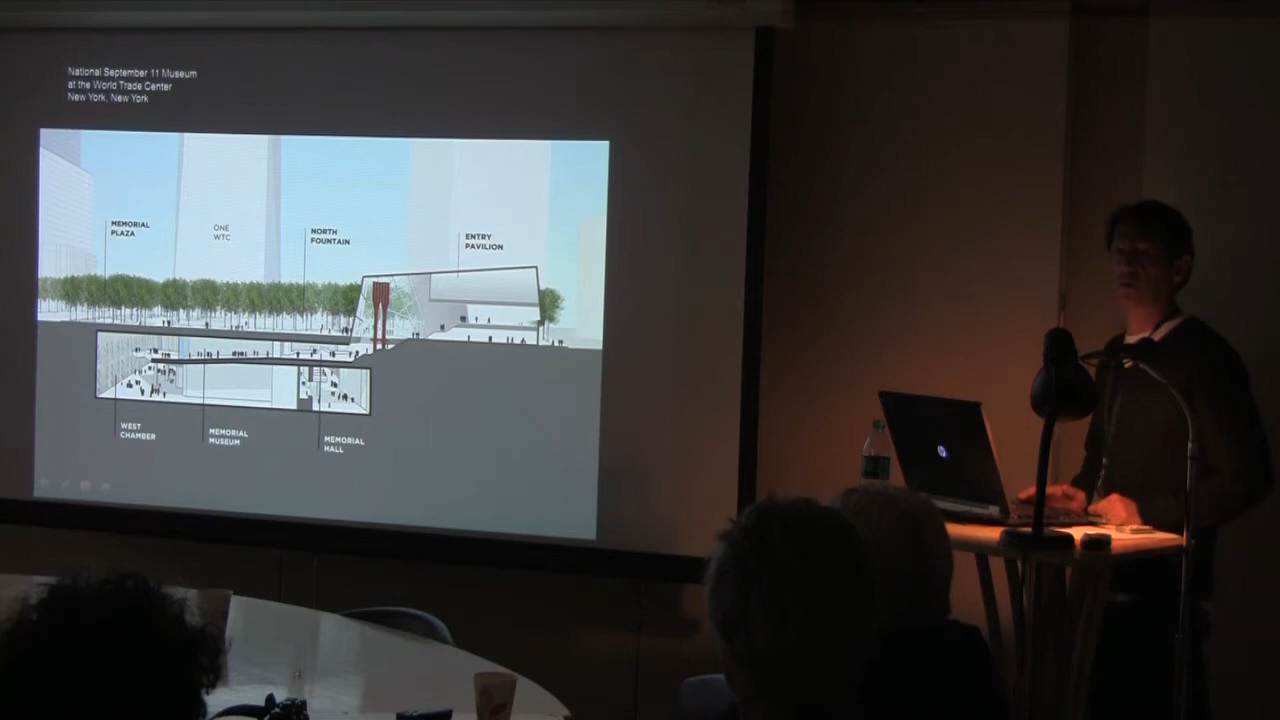 National September 11 Museum
at the World Trade Center
New York, New York
MEMORIAL
PLAZA
ONE
WTC
NORTH
FOUNTAIN
ENTRY
PAVILION
WEST
CHAMBER
MEMORIAL
MUSEUM
MEMORIAL
HALL
hp